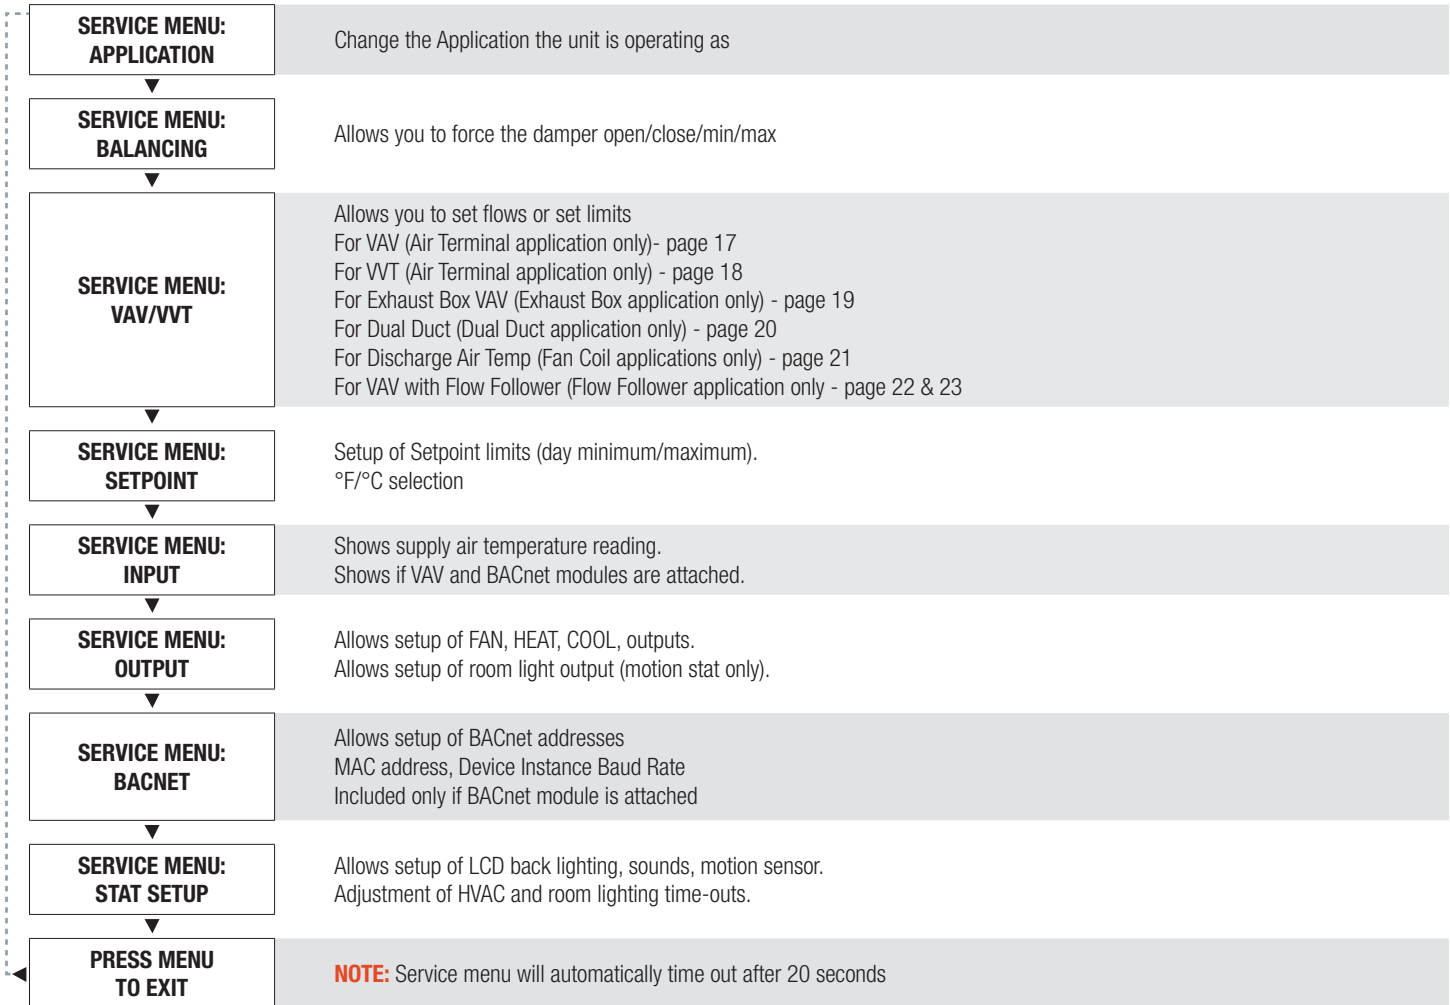 SERVICE MENU:
APPLICATION
Change the Application the unit is operating as
SERVICE MENU:
BALANCING
Allows you to force the damper open/close/min/max
SERVICE MENU:
VAV/VVT
Allows you to set flows or set limits
For VAV (Air Terminal application only)- page 17
For VVT (Air Terminal application only) - page 18
For Exhaust Box VAV (Exhaust Box application only) - page 19
For Dual Duct (Dual Duct application only) - page 20
For Discharge Air Temp (Fan Coil applications only) - page 21
For VAV with Flow Follower (Flow Follower application only - page 22 & 23
SERVICE MENU:
SETPOINT
Setup of Setpoint limits (day minimum/maximum).
°F/°C selection
SERVICE MENU:
INPUT
Shows supply air temperature reading.
Shows if VAV and BACnet modules are attached.
SERVICE MENU:
OUTPUT
Allows setup of FAN, HEAT, COOL, outputs.
Allows setup of room light output (motion stat only).
SERVICE MENU:
BACNET
Allows setup of BACnet addresses
MAC address, Device Instance Baud Rate
Included only if BACnet module is attached
SERVICE MENU:
STAT SETUP
Allows setup of LCD back lighting, sounds, motion sensor.
Adjustment of HVAC and room lighting time-outs.
PRESS MENU
TO EXIT
NOTE: Service menu will automatically time out after 20 seconds